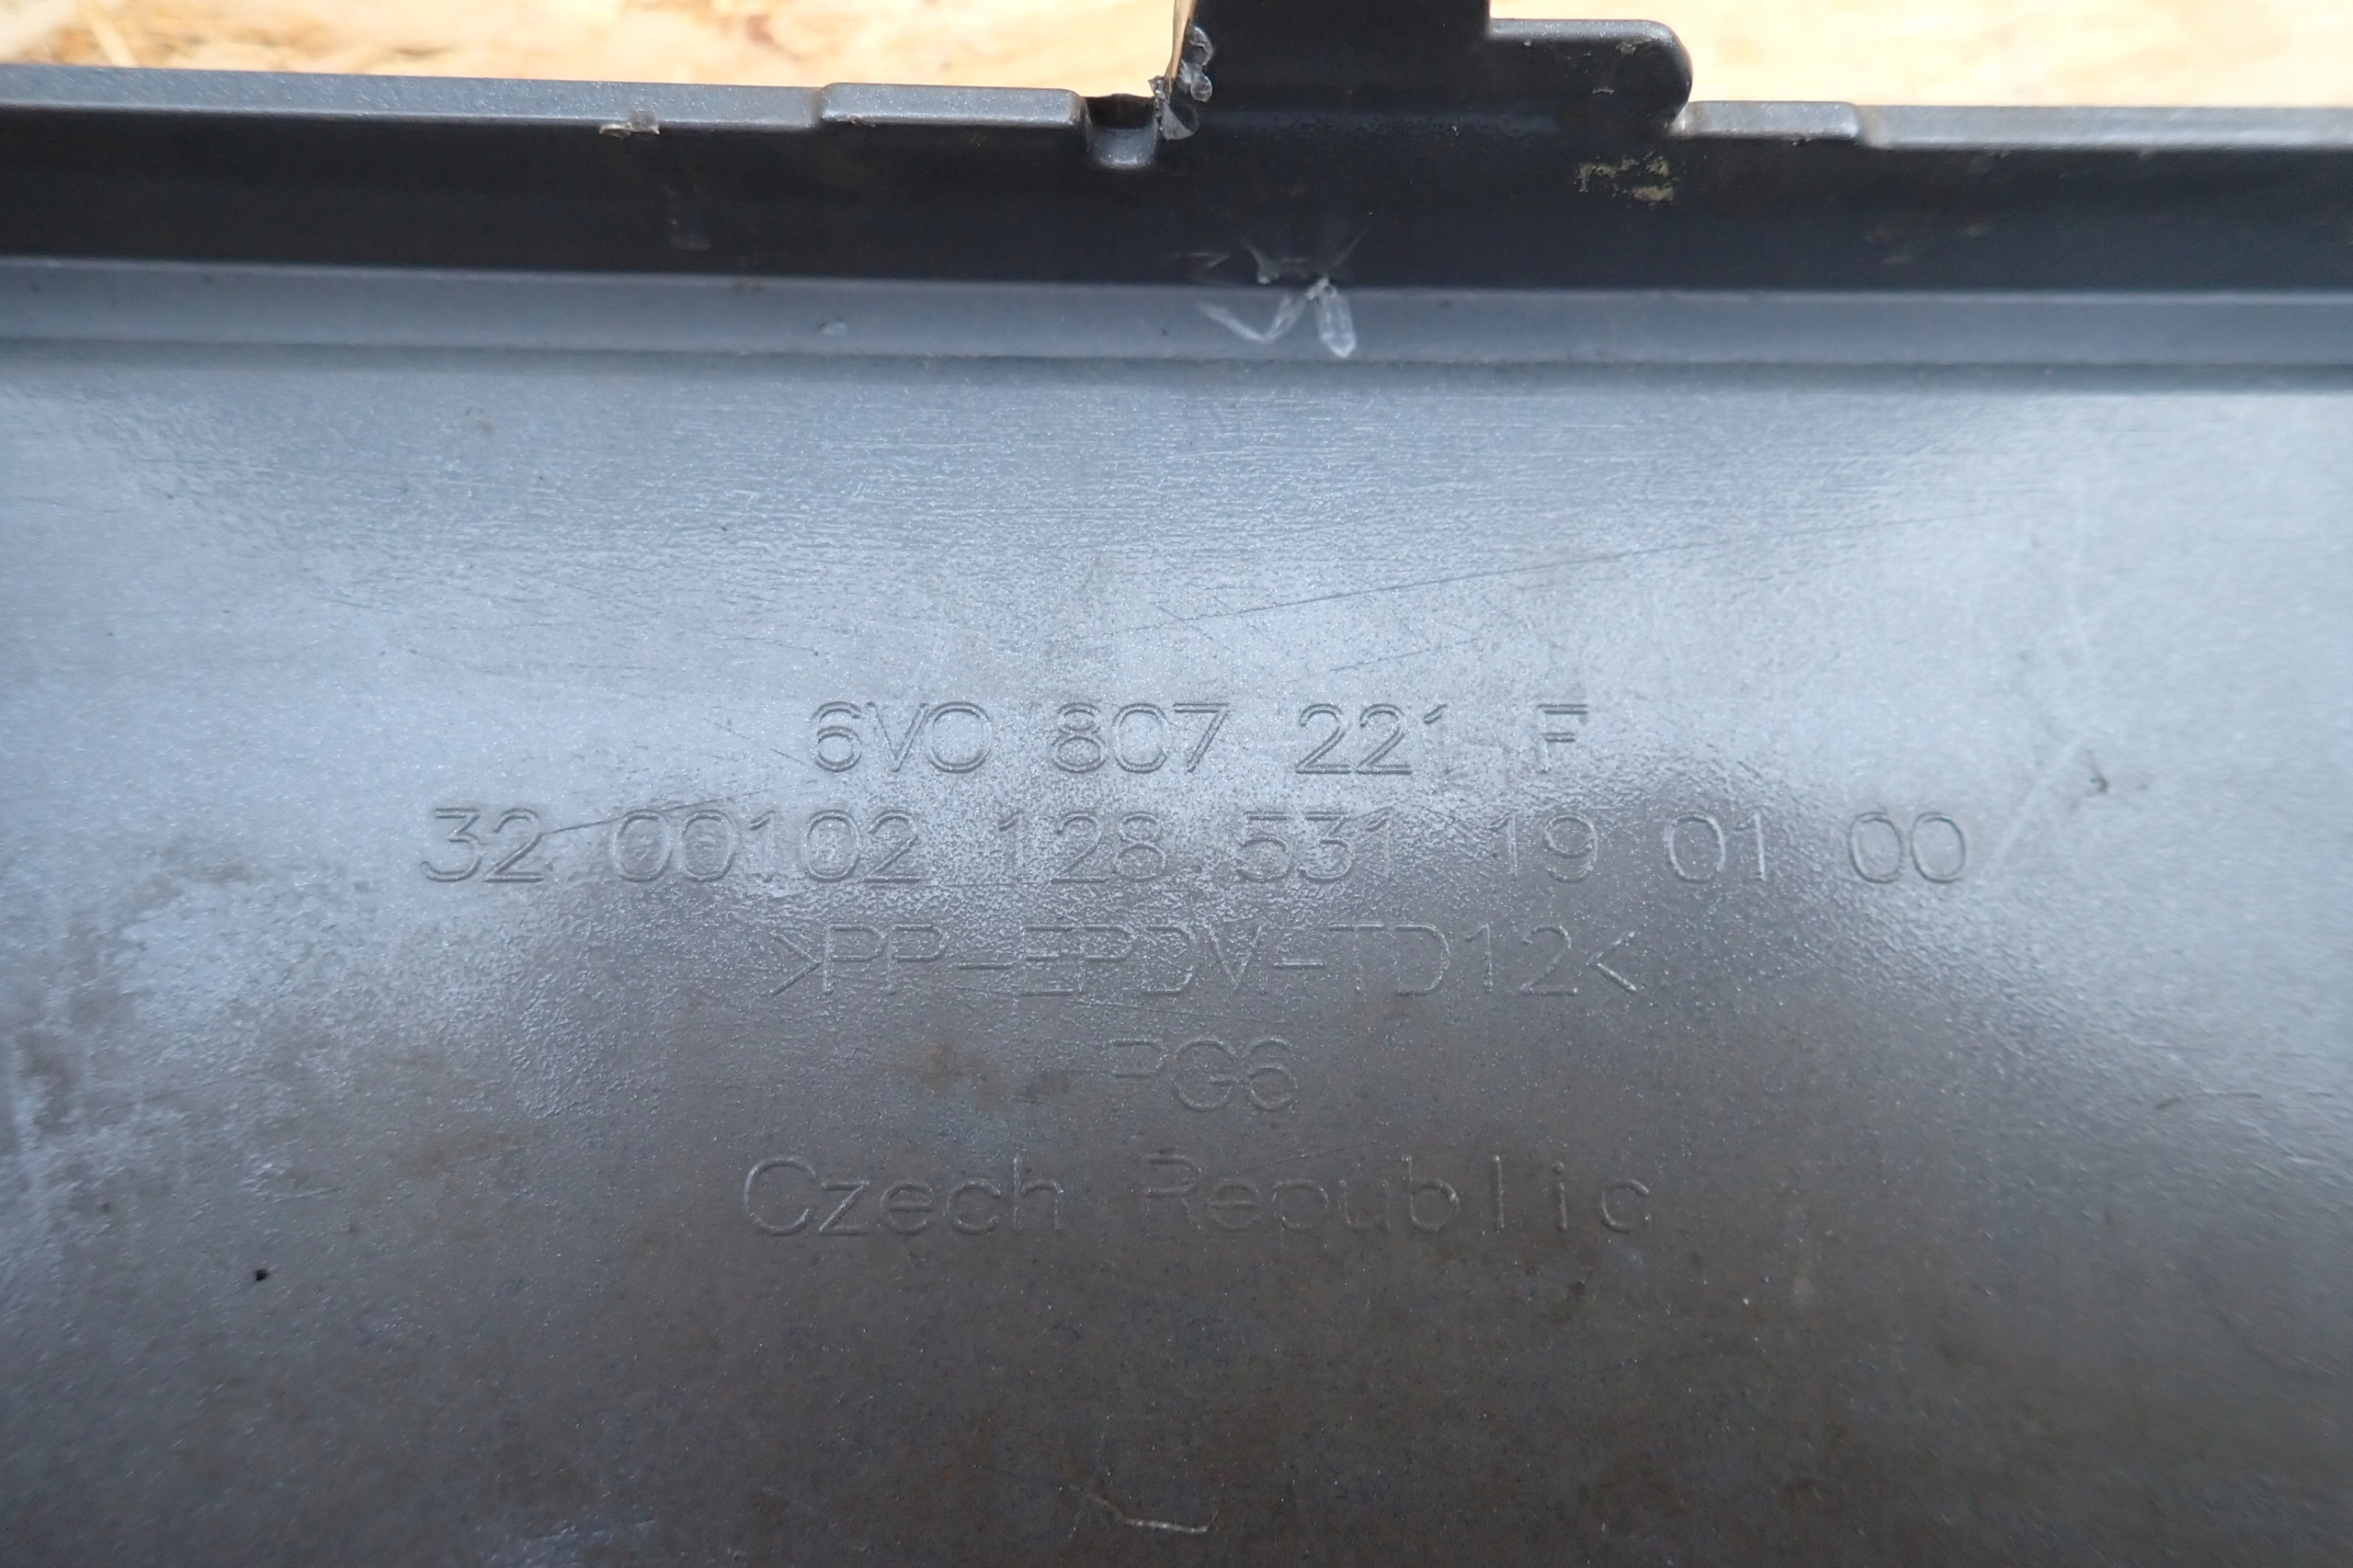 6V0 807 221 F
32 00102 128 531 19 01 00
>PP-EPDM-TD12<
PG6
Czech Republic